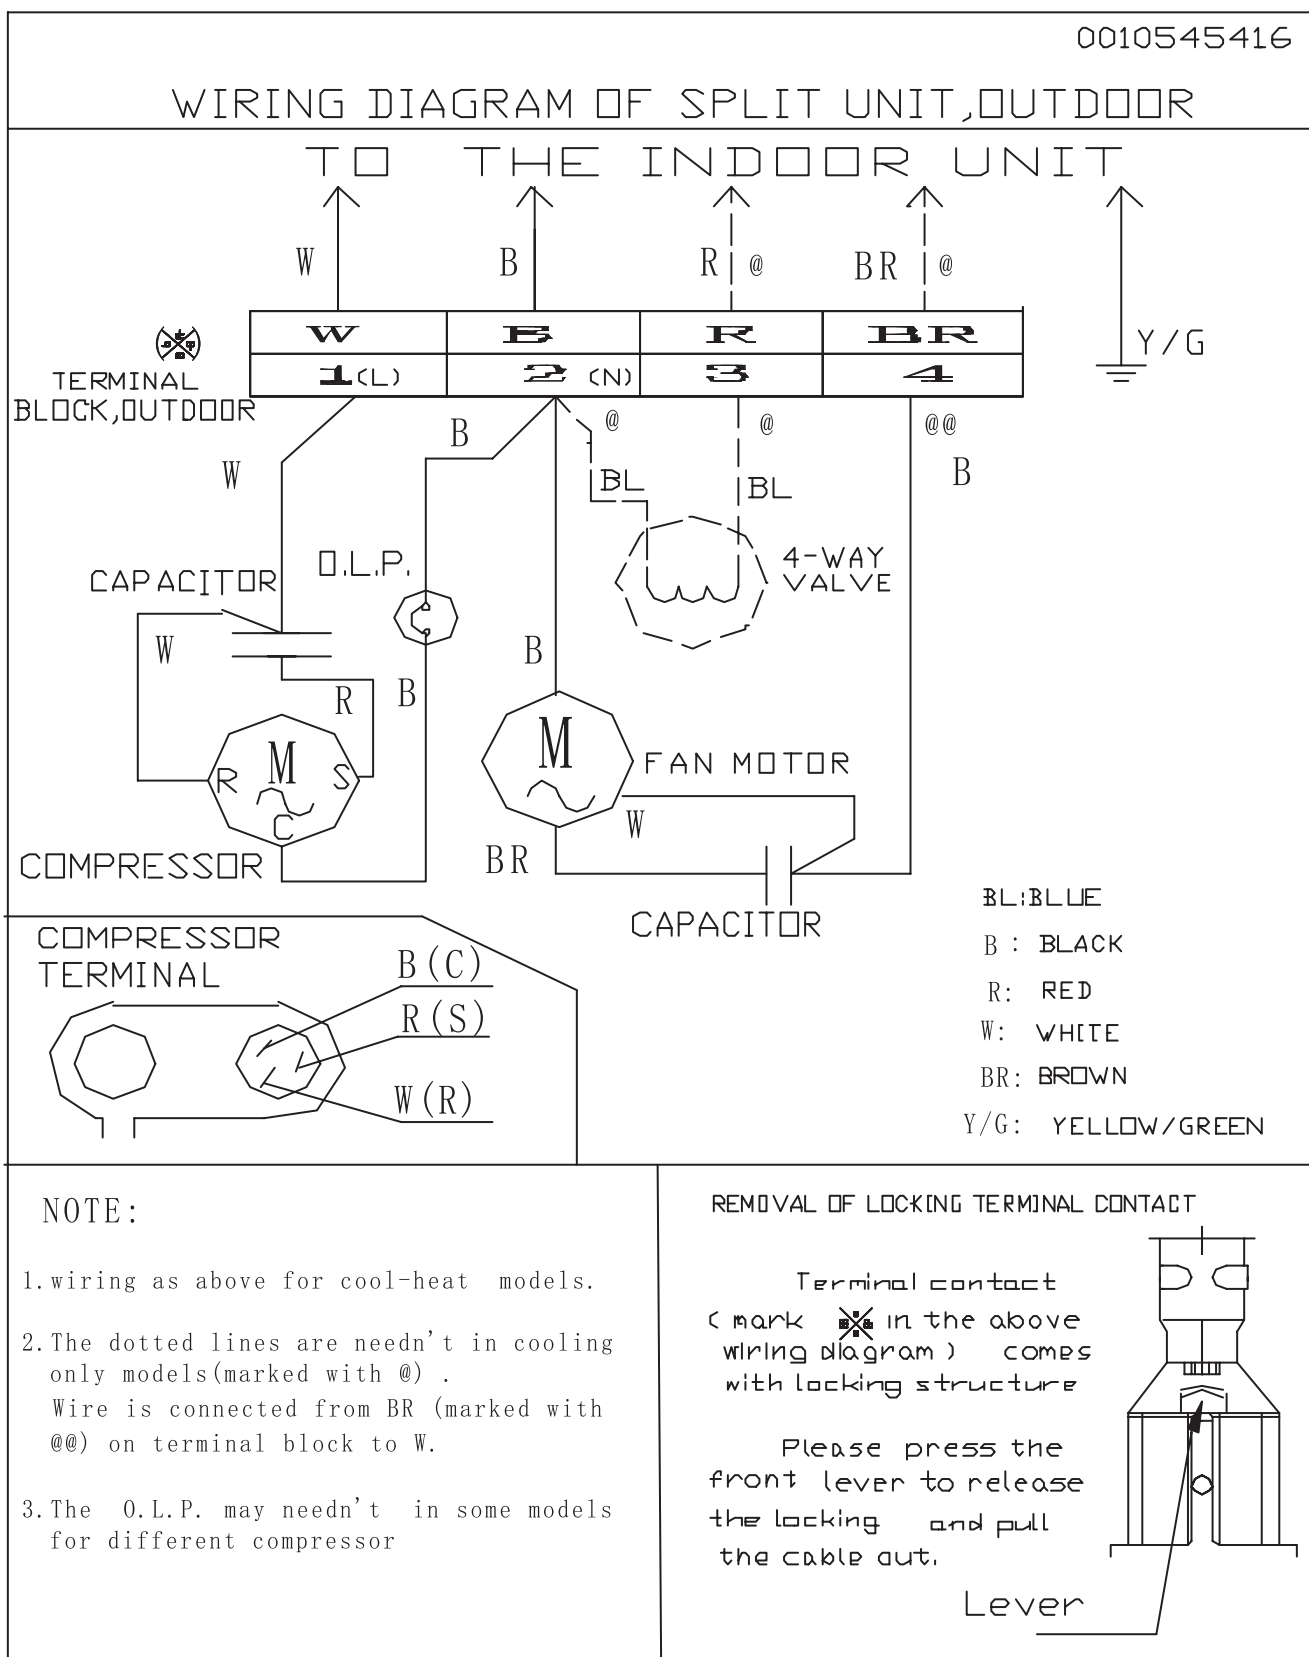 0010545416
WIRING DIAGRAM OF SPLIT UNIT,OUTDOOR
TO THE INDOOR UNIT
W B R @ BR @
Y/G
W B R BR
1(L) 2 (N) 3 4
TERMINAL
BLOCK,OUTDOOR
W B @ @ @@
B
BL BL
O.L.P.
CAPACITOR
4-WAY
VALVE
W R B B
M
R S
C
COMPRESSOR
M
FAN MOTOR
W
BR
CAPACITOR
COMPRESSOR
TERMINAL
B(C)
R(S)
W(R)
BL:BLUE
B : BLACK
R: RED
W: WHITE
BR: BROWN
Y/G: YELLOW/GREEN
NOTE:
1.wiring as above for cool-heat models.
2.The dotted lines are needn't in cooling
only models(marked with @) .
Wire is connected from BR (marked with
@@) on terminal block to W.
3.The O.L.P. may needn't in some models
for different compressor
REMOVAL OF LOCKING TERMINAL CONTACT
Terminal contact
( mark ※ in the above
wiring diagram ) comes
with locking structure
Please press the
front lever to release
the locking and pull
the cable out.
Lever